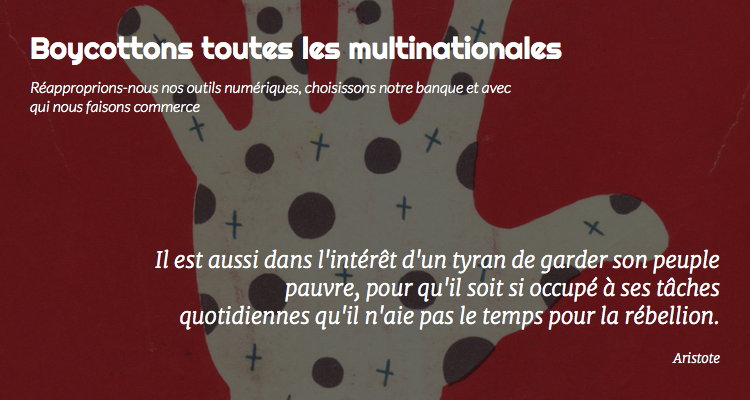 Boycottons toutes les multinationales
Réapproprions-nous nos outils numériques, choisissons notre banque et avec
qui nous faisons commerce
Il est aussi dans l'intérêt d'un tyran de garder son peuple
pauvre, pour qu'il soit si occupé à ses tâches
quotidiennes qu'il n'aie pas le temps pour la rébellion.
Aristote